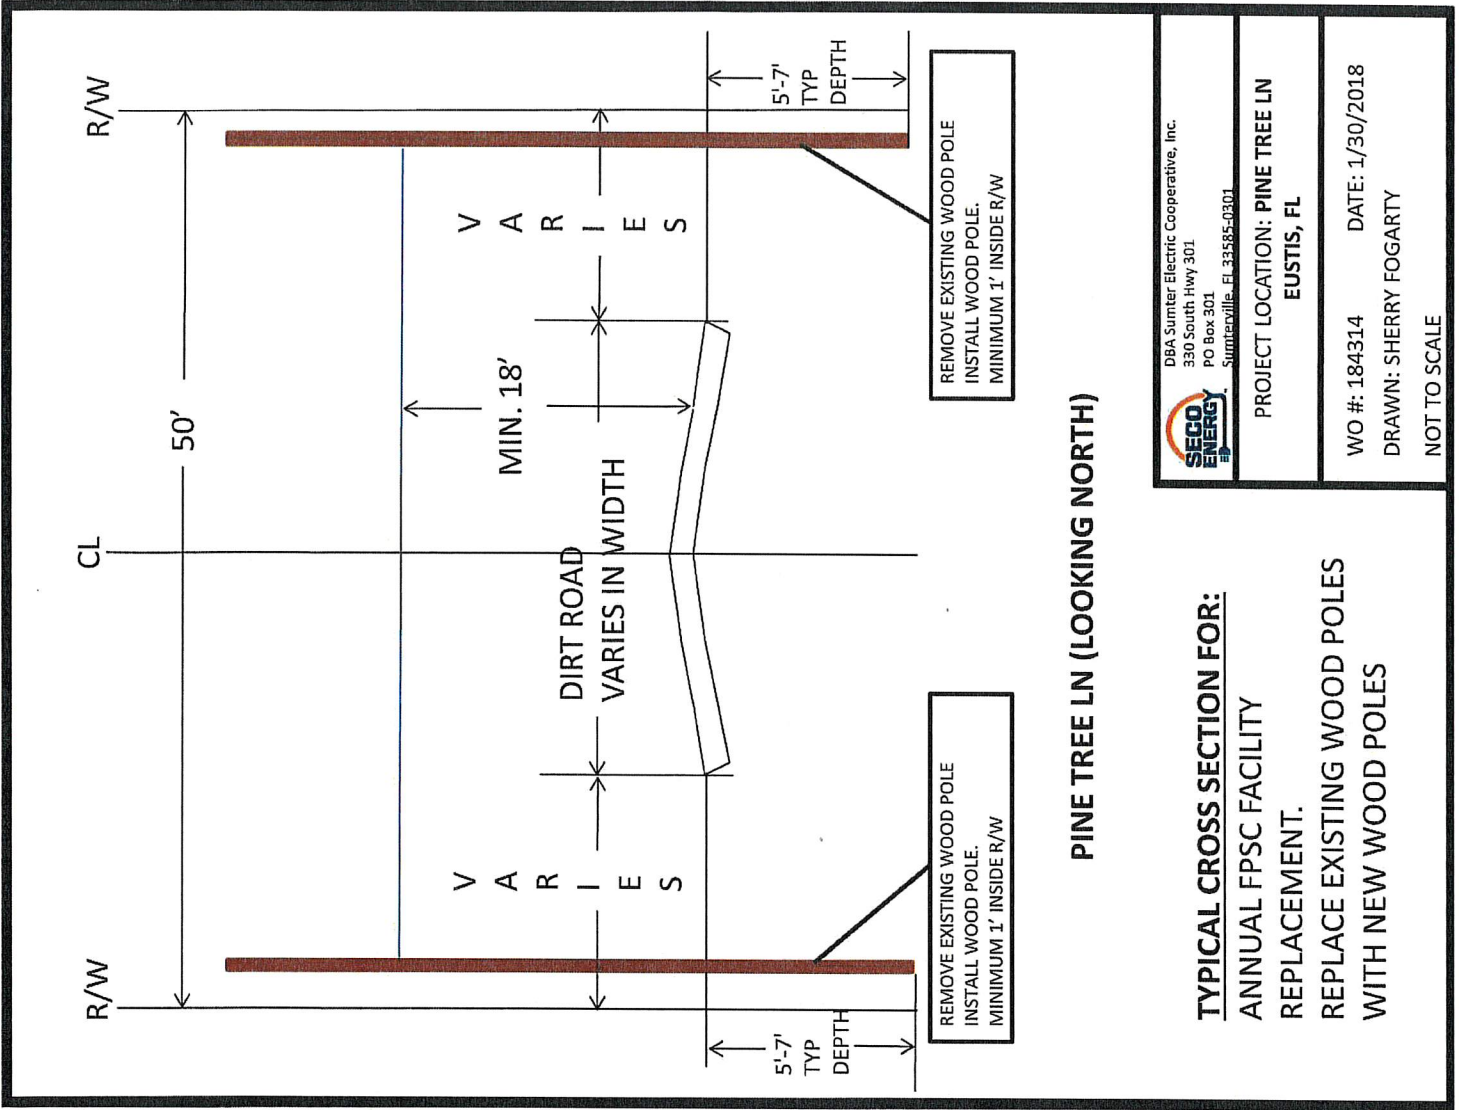 R/W
CL
R/W
50'
MIN. 18'
DIRT ROAD
VARIES IN WIDTH
V
A
R
I
E
S
V
A
R
I
E
S
5'-7'
TYP
DEPTH
5'-7'
TYP
DEPTH
REMOVE EXISTING WOOD POLE
INSTALL WOOD POLE.
MINIMUM 1' INSIDE R/W
REMOVE EXISTING WOOD POLE
INSTALL WOOD POLE.
MINIMUM 1' INSIDE R/W
PINE TREE LN (LOOKING NORTH)
TYPICAL CROSS SECTION FOR:
ANNUAL FPSC FACILITY
REPLACEMENT.
REPLACE EXISTING WOOD POLES
WITH NEW WOOD POLES
SECO
ENERGY
DBA Sumter Electric Cooperative, Inc.
330 South Hwy 301
PO Box 301
Sumterville, FL 33585-0301
PROJECT LOCATION: PINE TREE LN
EUSTIS, FL
WO #: 184314 DATE: 1/30/2018
DRAWN: SHERRY FOGARTY
NOT TO SCALE